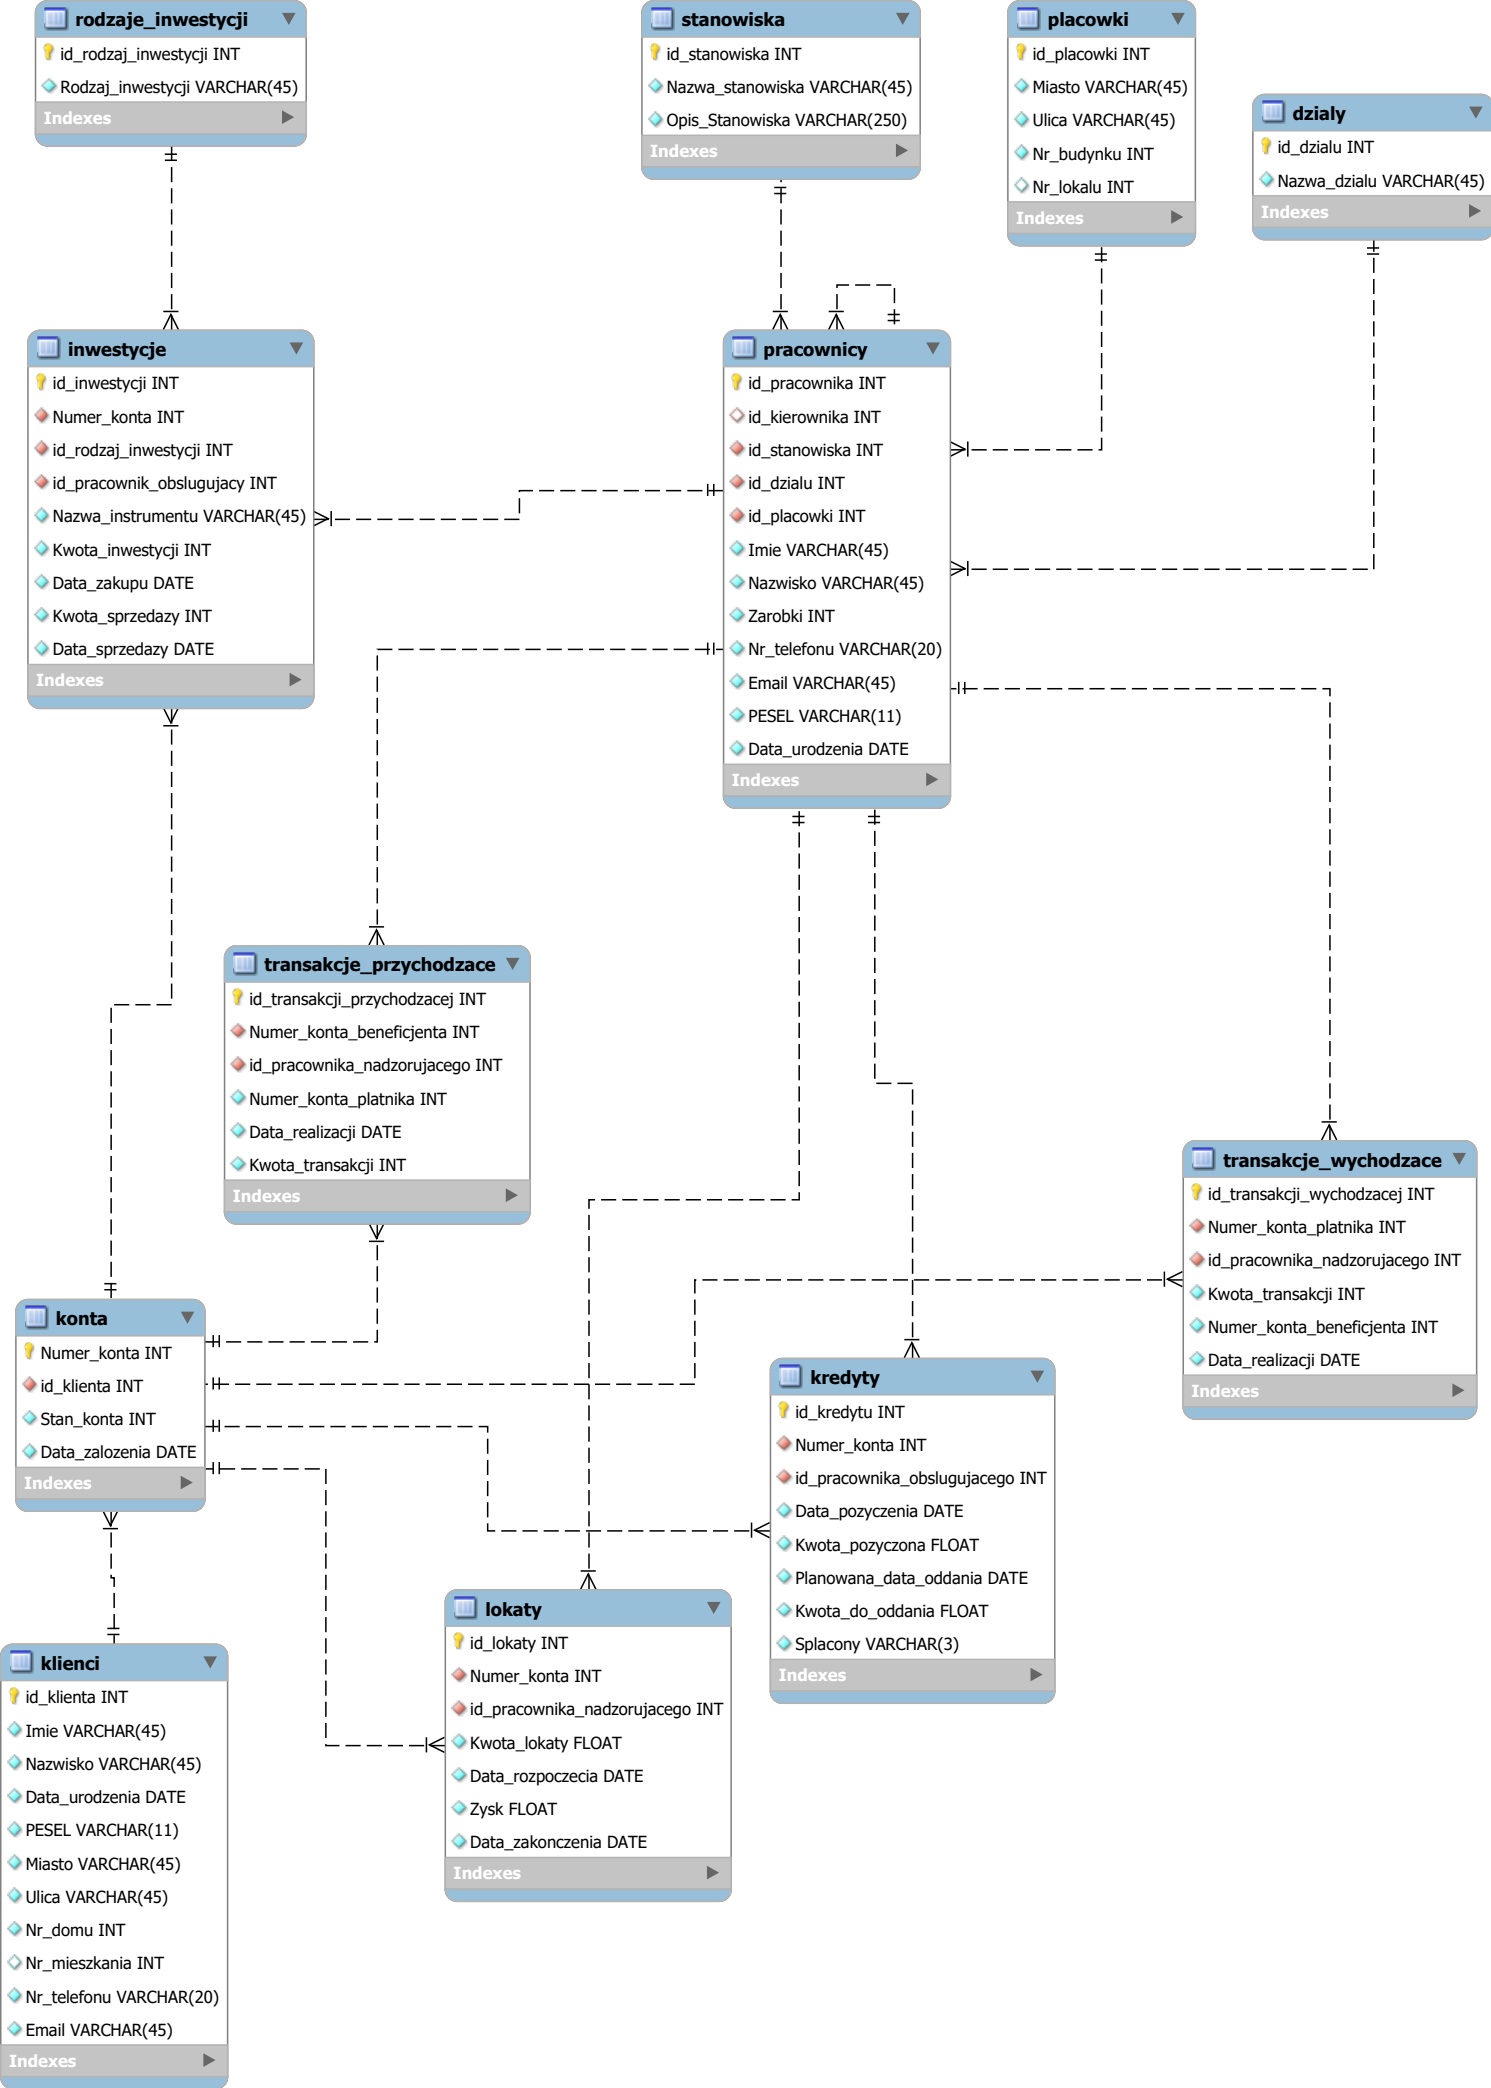 rodzaje_inwestycji
id_rodzaj_inwestycji INT
Rodzaj_inwestycji VARCHAR(45)
Indexes
stanowiska
id_stanowiska INT
Nazwa_stanowiska VARCHAR(45)
Opis_Stanowiska VARCHAR(250)
Indexes
placowki
id_placowki INT
Miasto VARCHAR(45)
Ulica VARCHAR(45)
Nr_budynku INT
Nr_lokalu INT
Indexes
dzialy
id_dzialu INT
Nazwa_dzialu VARCHAR(45)
Indexes
inwestycje
id_inwestycji INT
Numer_konta INT
id_rodzaj_inwestycji INT
id_pracownik_obslugujacy INT
Nazwa_instrumentu VARCHAR(45)
Kwota_inwestycji INT
Data_zakupu DATE
Kwota_sprzedazy INT
Data_sprzedazy DATE
Indexes
pracownicy
id_pracownika INT
id_kierownika INT
id_stanowiska INT
id_dzialu INT
id_placowki INT
Imie VARCHAR(45)
Nazwisko VARCHAR(45)
Zarobki INT
Nr_telefonu VARCHAR(20)
Email VARCHAR(45)
PESEL VARCHAR(11)
Data_urodzenia DATE
Indexes
transakcje_przychodzace
id_transakcji_przychodzacej INT
Numer_konta_beneficjenta INT
id_pracownika_nadzorujacego INT
Numer_konta_platnika INT
Data_realizacji DATE
Kwota_transakcji INT
Indexes
transakcje_wychodzace
id_transakcji_wychodzacej INT
Numer_konta_platnika INT
id_pracownika_nadzorujacego INT
Kwota_transakcji INT
Numer_konta_beneficjenta INT
Data_realizacji DATE
Indexes
konta
Numer_konta INT
id_klienta INT
Stan_konta INT
Data_zalozenia DATE
Indexes
kredyty
id_kredytu INT
Numer_konta INT
id_pracownika_obslugujacego INT
Data_pozyczenia DATE
Kwota_pozyczona FLOAT
Planowana_data_oddania DATE
Kwota_do_oddania FLOAT
Splacony VARCHAR(3)
Indexes
lokaty
id_lokaty INT
Numer_konta INT
id_pracownika_nadzorujacego INT
Kwota_lokaty FLOAT
Data_rozpoczecia DATE
Zysk FLOAT
Data_zakonczenia DATE
Indexes
klienci
id_klienta INT
Imie VARCHAR(45)
Nazwisko VARCHAR(45)
Data_urodzenia DATE
PESEL VARCHAR(11)
Miasto VARCHAR(45)
Ulica VARCHAR(45)
Nr_domu INT
Nr_mieszkania INT
Nr_telefonu VARCHAR(20)
Email VARCHAR(45)
Indexes